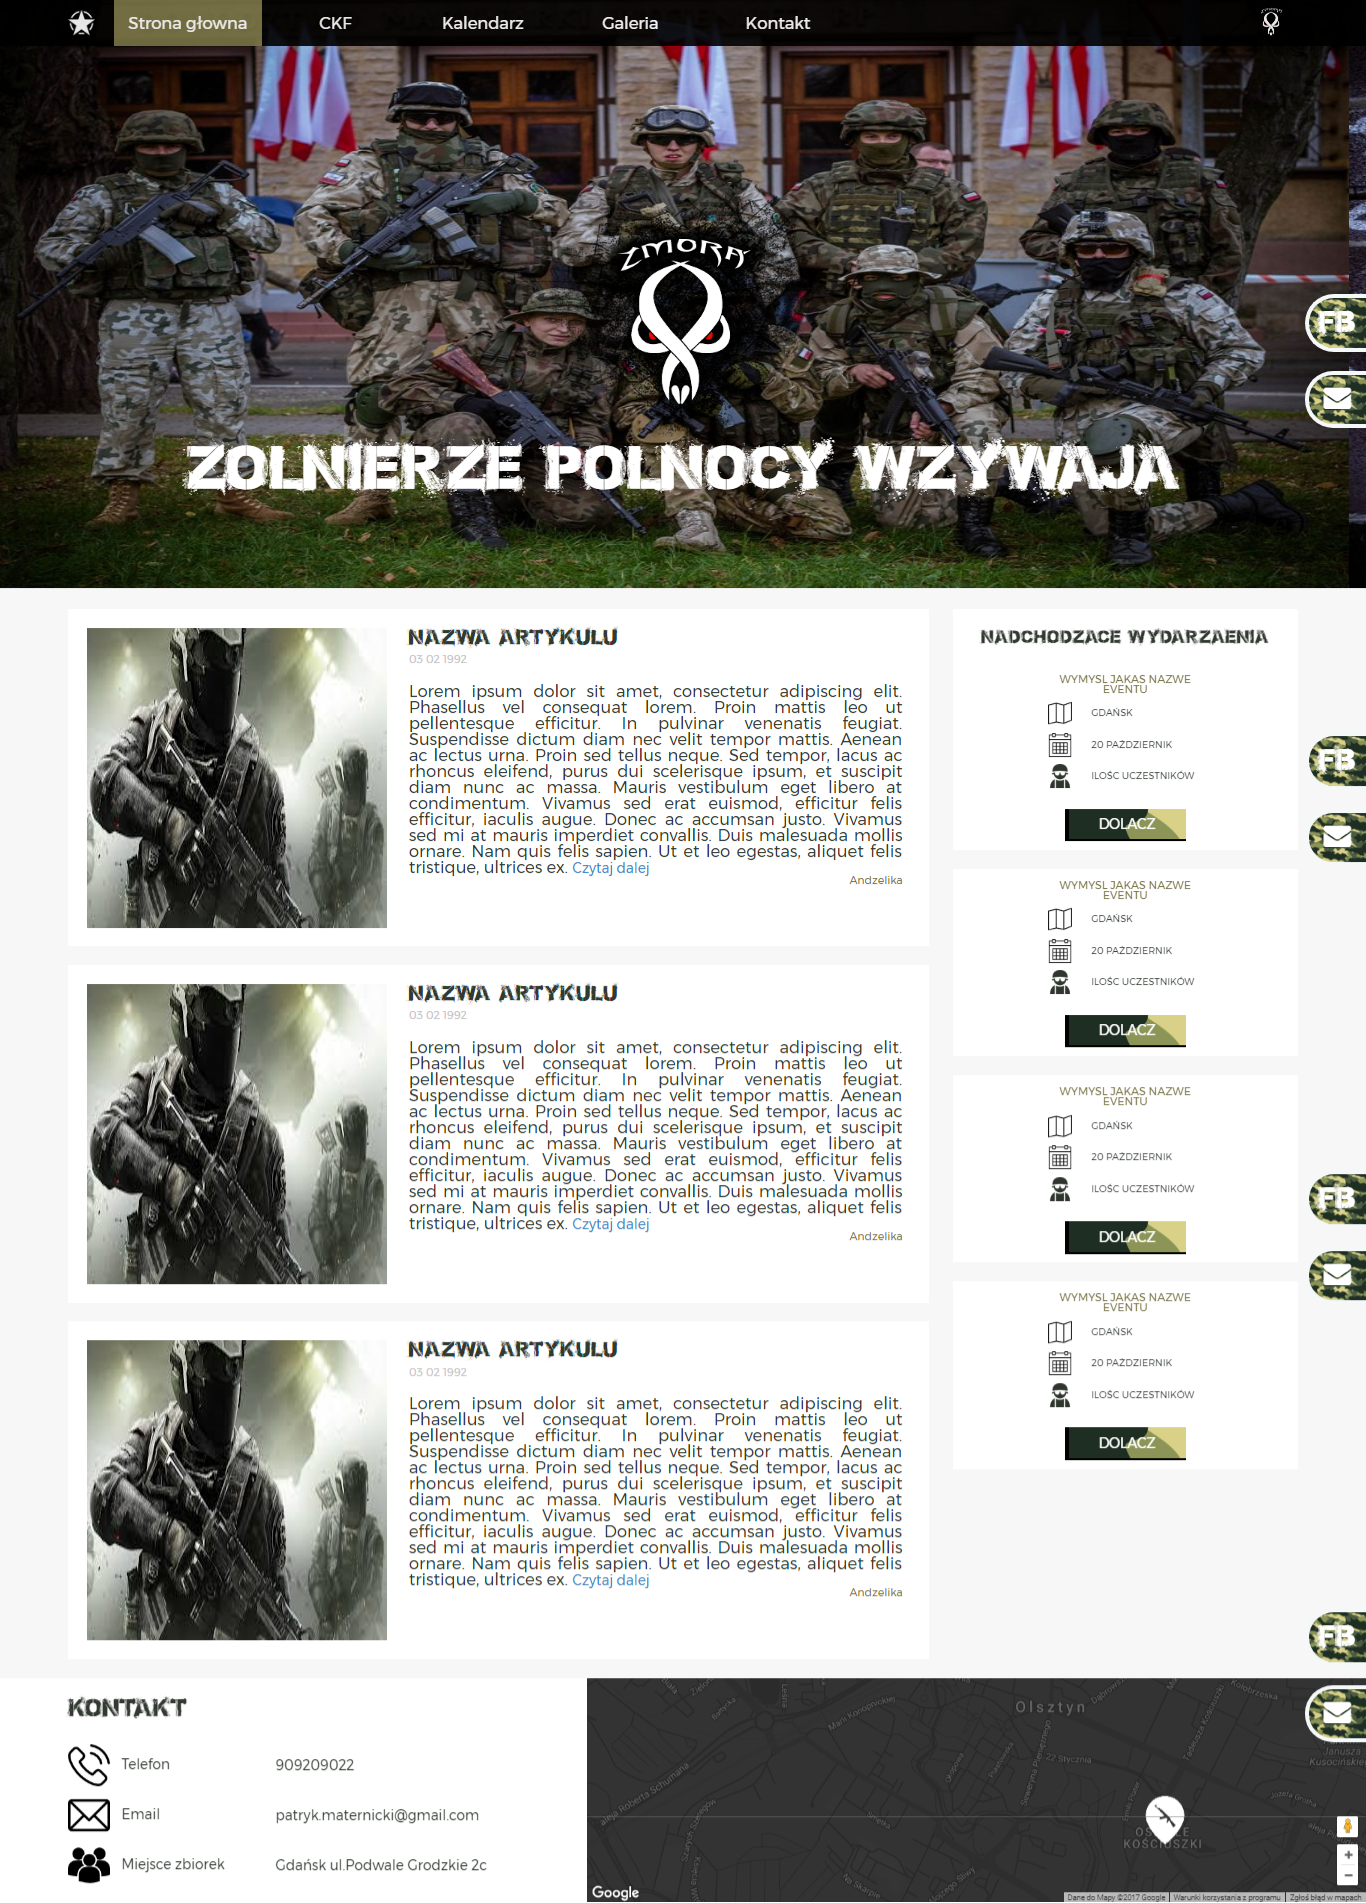 Strona głowna CKF Kalendarz Galeria Kontakt
ZMORA
FB
ZOLNIERZE POLNOCY WZYWAJA
NAZWA ARTYKULU
03 02 1992
Lorem ipsum dolor sit amet, consectetur adipiscing elit.
Phasellus vel consequat lorem. Proin mattis leo ut
pellentesque efficitur. In pulvinar venenatis feugiat.
Suspendisse dictum diam nec velit tempor mattis. Aenean
ac lectus urna. Proin sed tellus neque. Sed tempor, lacus ac
rhoncus eleifend, purus dui scelerisque ipsum, et suscipit
diam nunc ac massa. Mauris vestibulum eget libero at
condimentum. Vivamus sed erat euismod, efficitur felis
efficitur, iaculis augue. Donec ac accumsan justo. Vivamus
sed mi at mauris imperdiet convallis. Duis malesuada mollis
ornare. Nam quis felis sapien. Ut et leo egestas, aliquet felis
tristique, ultrices ex. Czytaj dalej
Andzelika
NAZWA ARTYKULU
03 02 1992
Lorem ipsum dolor sit amet, consectetur adipiscing elit.
Phasellus vel consequat lorem. Proin mattis leo ut
pellentesque efficitur. In pulvinar venenatis feugiat.
Suspendisse dictum diam nec velit tempor mattis. Aenean
ac lectus urna. Proin sed tellus neque. Sed tempor, lacus ac
rhoncus eleifend, purus dui scelerisque ipsum, et suscipit
diam nunc ac massa. Mauris vestibulum eget libero at
condimentum. Vivamus sed erat euismod, efficitur felis
efficitur, iaculis augue. Donec ac accumsan justo. Vivamus
sed mi at mauris imperdiet convallis. Duis malesuada mollis
ornare. Nam quis felis sapien. Ut et leo egestas, aliquet felis
tristique, ultrices ex. Czytaj dalej
Andzelika
NAZWA ARTYKULU
03 02 1992
Lorem ipsum dolor sit amet, consectetur adipiscing elit.
Phasellus vel consequat lorem. Proin mattis leo ut
pellentesque efficitur. In pulvinar venenatis feugiat.
Suspendisse dictum diam nec velit tempor mattis. Aenean
ac lectus urna. Proin sed tellus neque. Sed tempor, lacus ac
rhoncus eleifend, purus dui scelerisque ipsum, et suscipit
diam nunc ac massa. Mauris vestibulum eget libero at
condimentum. Vivamus sed erat euismod, efficitur felis
efficitur, iaculis augue. Donec ac accumsan justo. Vivamus
sed mi at mauris imperdiet convallis. Duis malesuada mollis
ornare. Nam quis felis sapien. Ut et leo egestas, aliquet felis
tristique, ultrices ex. Czytaj dalej
Andzelika
NADCHODZACE WYDARZAENIA
WYMYSL JAKAS NAZWE
EVENTU
GDAŃSK
20 PAŹDZIERNIK
ILOŚC UCZESTNIKÓW
DOLACZ
FB
WYMYSL JAKAS NAZWE
EVENTU
GDAŃSK
20 PAŹDZIERNIK
ILOŚC UCZESTNIKÓW
DOLACZ
WYMYSL JAKAS NAZWE
EVENTU
GDAŃSK
20 PAŹDZIERNIK
ILOŚC UCZESTNIKÓW
DOLACZ
FB
WYMYSL JAKAS NAZWE
EVENTU
GDAŃSK
20 PAŹDZIERNIK
ILOŚC UCZESTNIKÓW
DOLACZ
FB
KONTAKT
Telefon 909209022
Email patryk.maternicki@gmail.com
Miejsce zbiorek Gdańsk ul.Podwale Grodzkie 2c
Olsztyn
Kołobrzeska
Marii Konopnickiej
22 Stycznia
Tadeusza Kościuszki
Janusza
Kusocińskiego
aleja Roberta Schumana
Józefa Grotha
Google
Dane do Mapy ©2017 Google
Warunki korzystania z programu
Zgłoś błąd w mapach